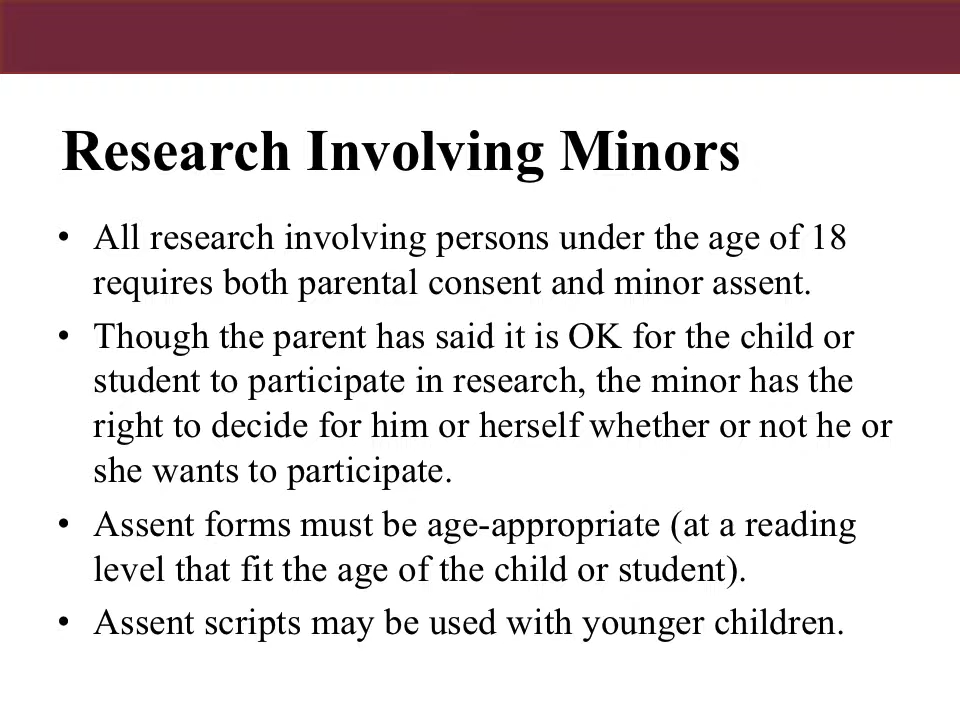 Research Involving Minors
• All research involving persons under the age of 18
requires both parental consent and minor assent.
• Though the parent has said it is OK for the child or
student to participate in research, the minor has the
right to decide for him or herself whether or not he or
she wants to participate.
• Assent forms must be age-appropriate (at a reading
level that fit the age of the child or student).
• Assent scripts may be used with younger children.